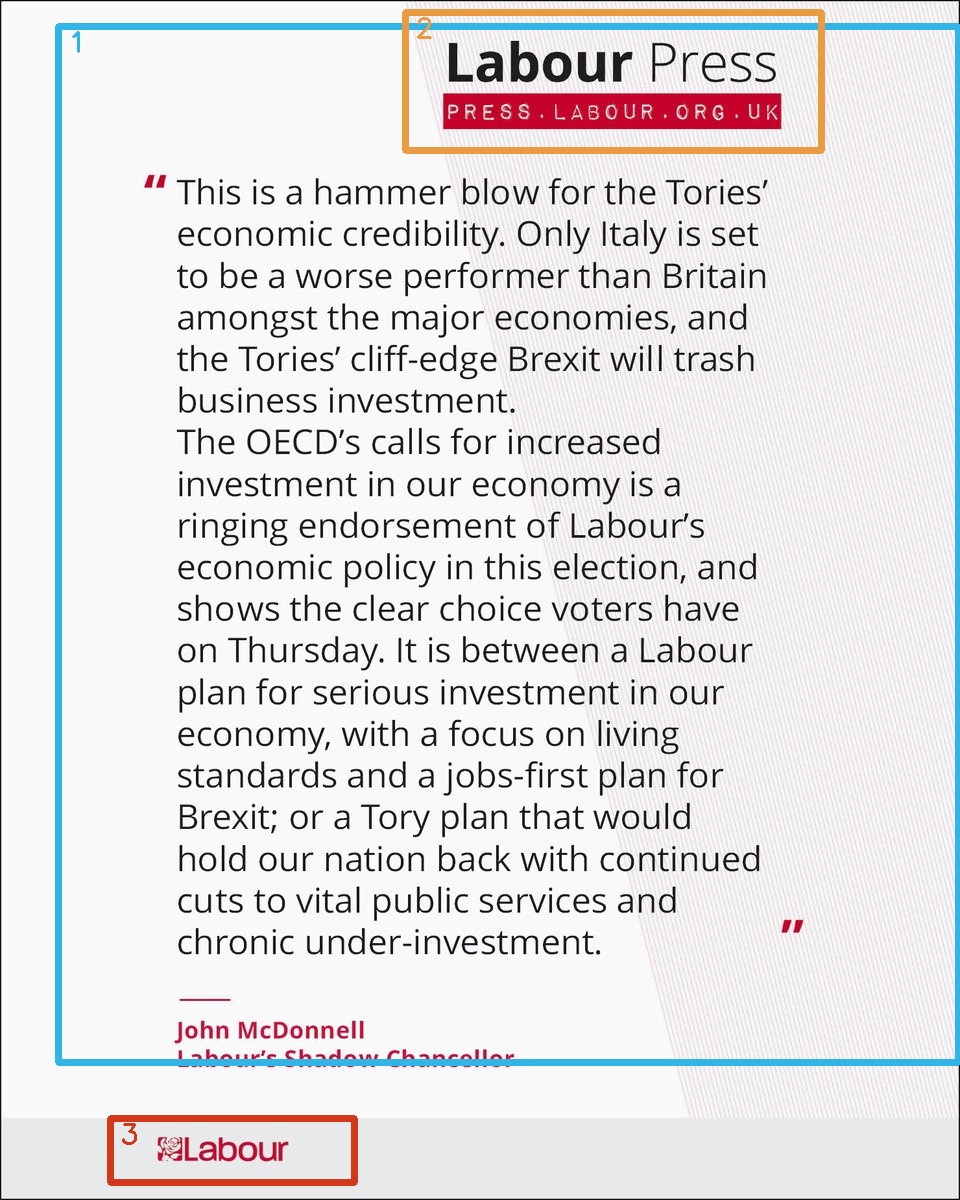 Labour Press
PRESS.LABOUR.ORG.UK
“ This is a hammer blow for the Tories’
economic credibility. Only Italy is set
to be a worse performer than Britain
amongst the major economies, and
the Tories’ cliff-edge Brexit will trash
business investment.
The OECD’s calls for increased
investment in our economy is a
ringing endorsement of Labour’s
economic policy in this election, and
shows the clear choice voters have
on Thursday. It is between a Labour
plan for serious investment in our
economy, with a focus on living
standards and a jobs-first plan for
Brexit; or a Tory plan that would
hold our nation back with continued
cuts to vital public services and
chronic under-investment. ”
John McDonnell
Labour’s Shadow Chancellor
Labour